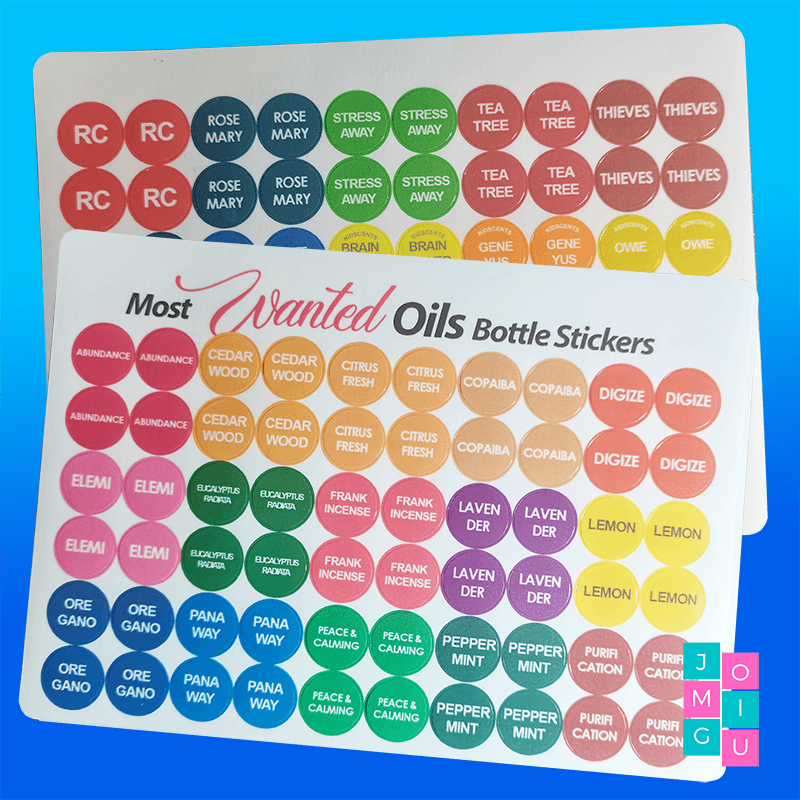 RC
RC
ROSE
MARY
ROSE
MARY
STRESS
AWAY
STRESS
AWAY
TEA
TREE
TEA
TREE
THIEVES
THIEVES
RC
RC
ROSE
MARY
ROSE
MARY
STRESS
AWAY
STRESS
AWAY
TEA
TREE
TEA
TREE
THIEVES
THIEVES
KIDSCENTS
BRAIN
KIDSCENTS
BRAIN
KIDSCENTS
GENE
YUS
KIDSCENTS
GENE
YUS
KIDSCENTS
OWIE
KIDSCENTS
OWIE
Most Wanted Oils Bottle Stickers
ABUNDANCE
ABUNDANCE
CEDAR
WOOD
CEDAR
WOOD
CITRUS
FRESH
CITRUS
FRESH
COPAIBA
COPAIBA
DIGIZE
DIGIZE
ABUNDANCE
ABUNDANCE
CEDAR
WOOD
CEDAR
WOOD
CITRUS
FRESH
CITRUS
FRESH
COPAIBA
COPAIBA
DIGIZE
DIGIZE
ELEMI
ELEMI
EUCALYPTUS
RADIATA
EUCALYPTUS
RADIATA
FRANK
INCENSE
FRANK
INCENSE
LAVEN
DER
LAVEN
DER
LEMON
LEMON
ELEMI
ELEMI
EUCALYPTUS
RADIATA
EUCALYPTUS
RADIATA
FRANK
INCENSE
FRANK
INCENSE
LAVEN
DER
LAVEN
DER
LEMON
LEMON
ORE
GANO
ORE
GANO
PANA
WAY
PANA
WAY
PEACE &
CALMING
PEACE &
CALMING
PEPPER
MINT
PEPPER
MINT
PURIFI
CATION
PURIFI
CATION
ORE
GANO
ORE
GANO
PANA
WAY
PANA
WAY
PEACE &
CALMING
PEACE &
CALMING
PEPPER
MINT
PEPPER
MINT
PURIFI
CATION
PURIFI
CATION
JO
MI
GU